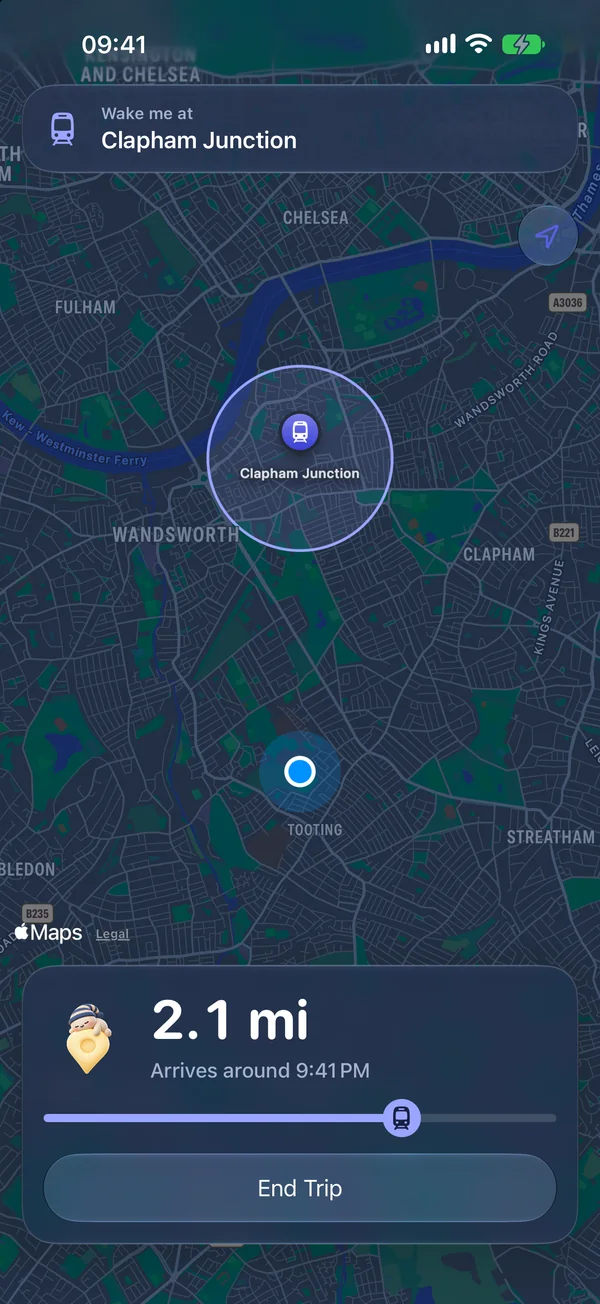 09:41
KENSINGTON
AND CHELSEA
Wake me at
Clapham Junction
CHELSEA
Thames
FULHAM
A3036
WANDSWORTH ROAD
Kew - Westminster Ferry
Clapham Junction
WANDSWORTH
B221
CLAPHAM
KINGS AVENUE
TOOTING
STREATHAM
BLEDON
B235
Maps
Legal
2.1 mi
Arrives around 9:41 PM
End Trip